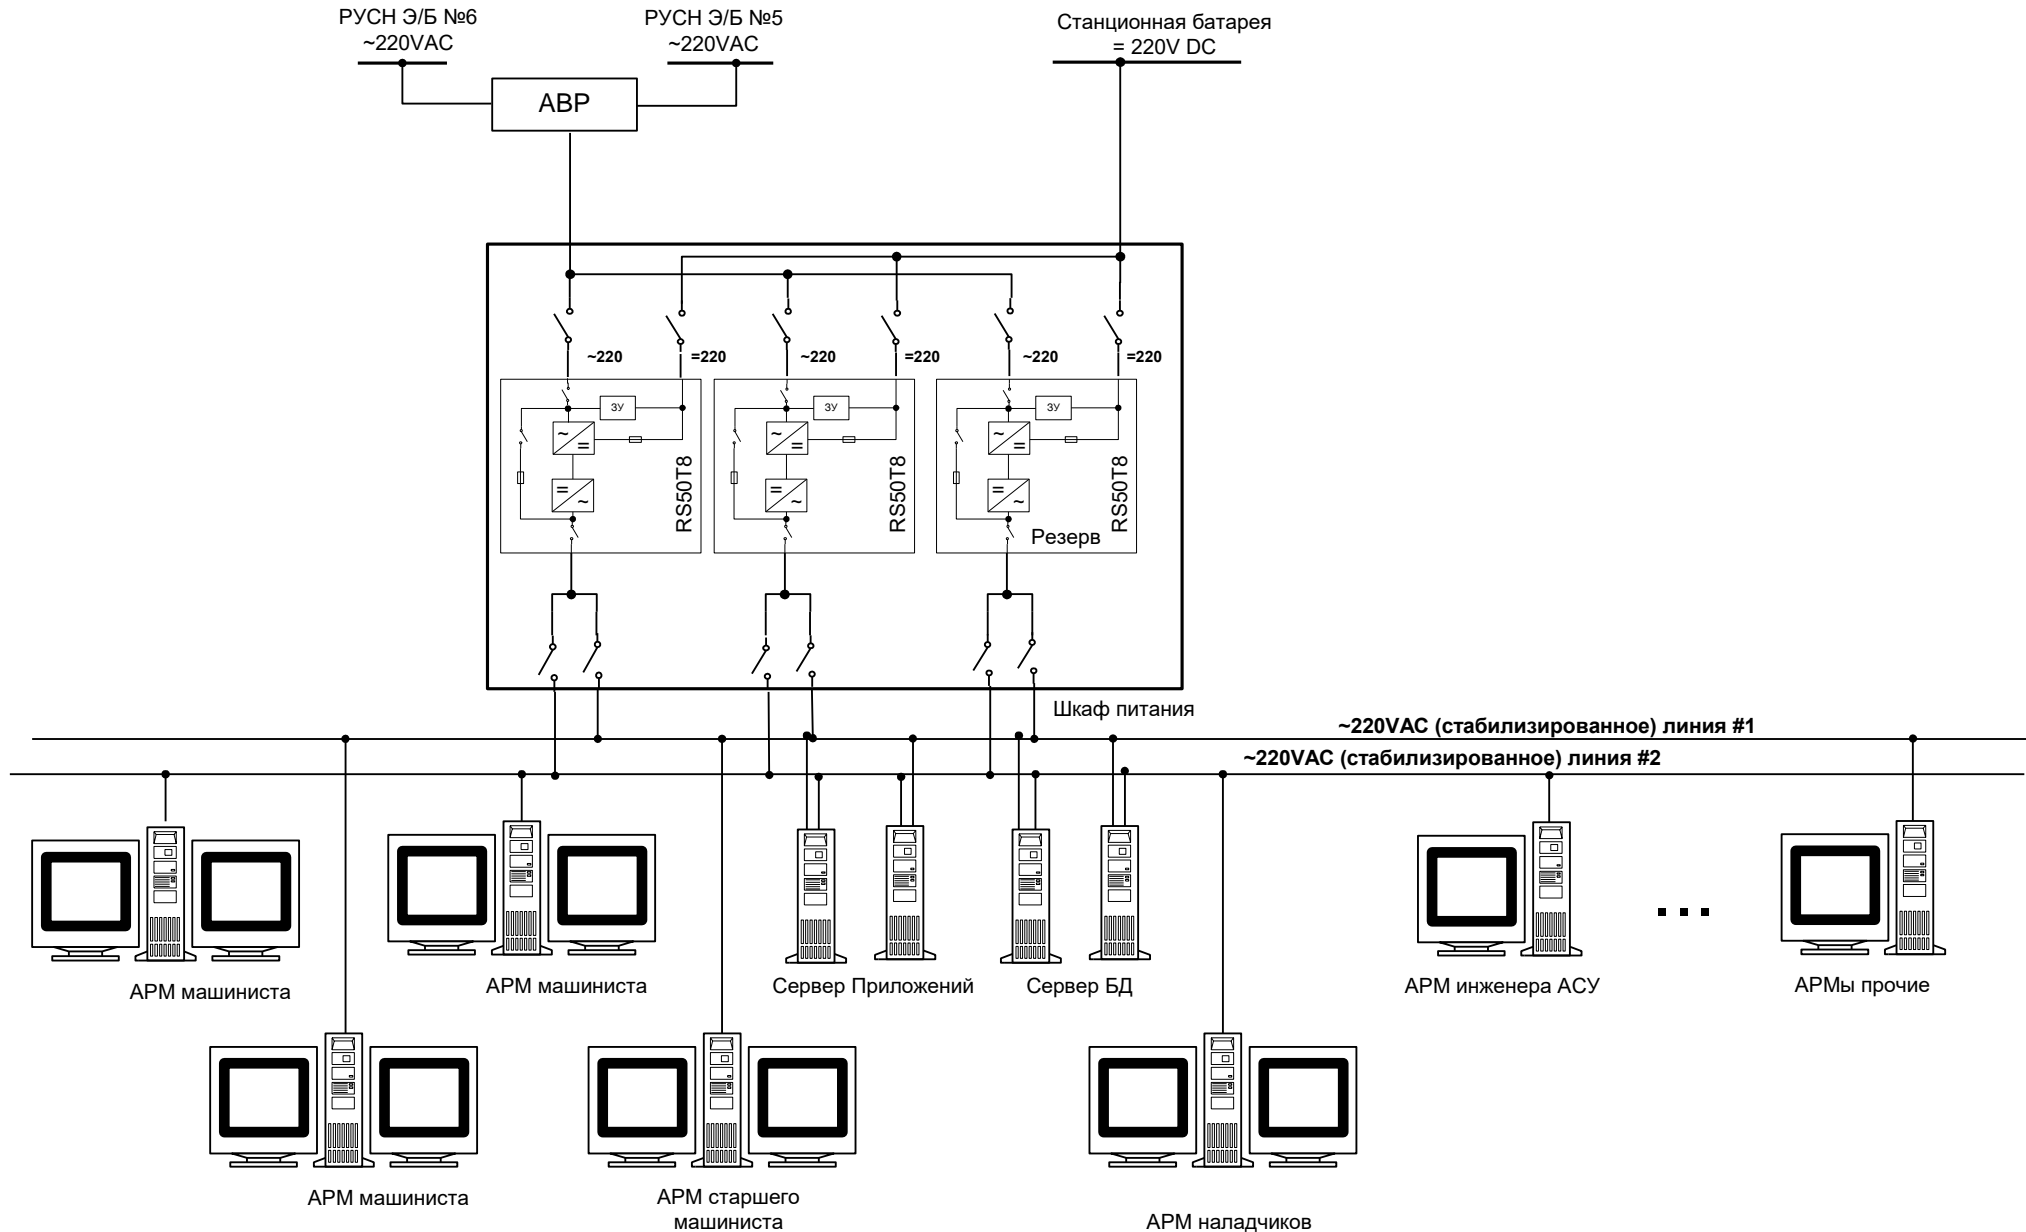 РУСН Э/Б №6
~220VAC
РУСН Э/Б №5
~220VAC
Станционная батарея
= 220V DC
АВР
~220
=220
~220
=220
~220
=220
ЗУ
ЗУ
ЗУ
~
=
~
=
~
=
RS50T8
RS50T8
RS50T8
=
~
=
~
=
~
Резерв
Шкаф питания
~220VAC (стабилизированное) линия #1
~220VAC (стабилизированное) линия #2
...
АРМ машиниста
АРМ машиниста
Сервер Приложений
Сервер БД
АРМ инженера АСУ
АРМы прочие
АРМ машиниста
АРМ старшего
машиниста
АРМ наладчиков